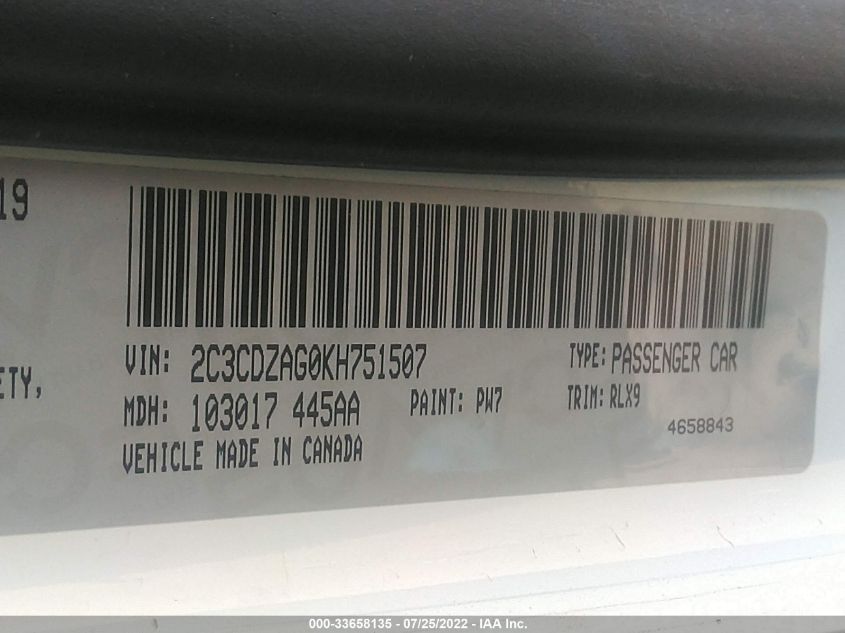 19
VIN: 2C3CDZAG0KH751507
TYPE: PASSENGER CAR
ETY,
MDH: 103017 445AA
PAINT: PW7
TRIM: RLX9
VEHICLE MADE IN CANADA
4658843
000-33658135 - 07/25/2022 - IAA Inc.